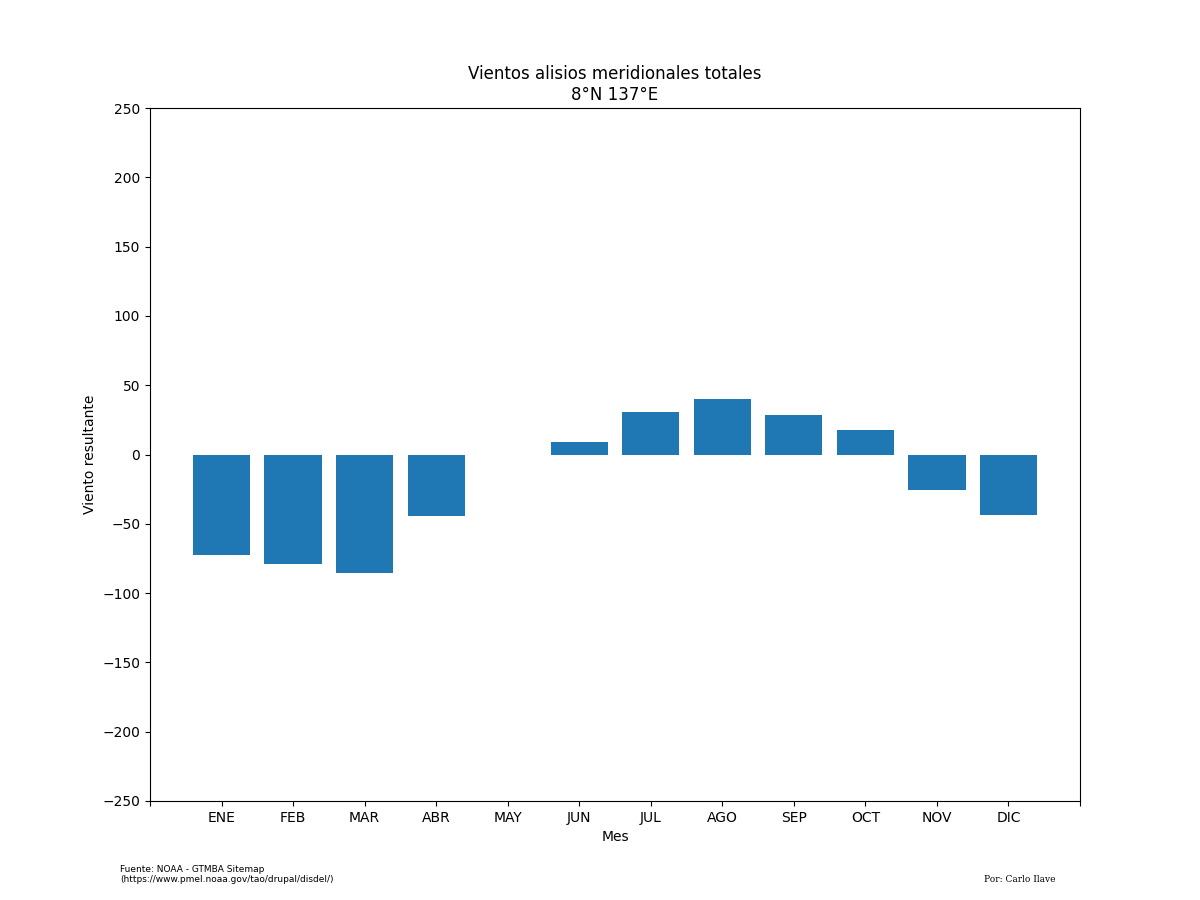 Vientos alisios meridionales totales
8°N 137°E
250
200
150
100
50
0
−50
−100
−150
−200
−250
Viento resultante
ENE FEB MAR ABR MAY JUN JUL AGO SEP OCT NOV DIC
Mes
Fuente: NOAA - GTMBA Sitemap
(https://www.pmel.noaa.gov/tao/drupal/disdel/)
Por: Carlo Ilave